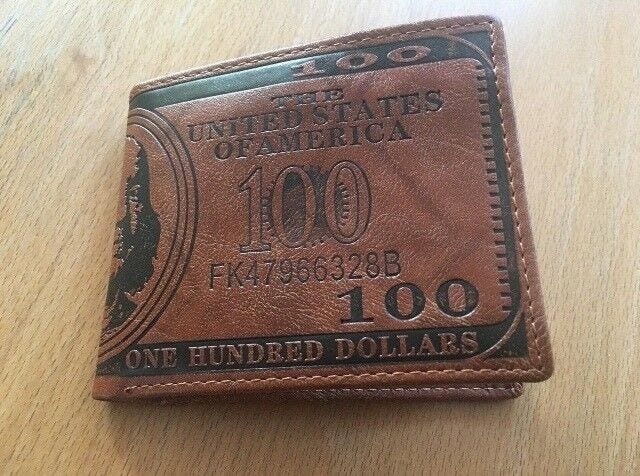 100
THE
UNITED STATES
OF AMERICA
100
FK47966328B
100
ONE HUNDRED DOLLARS